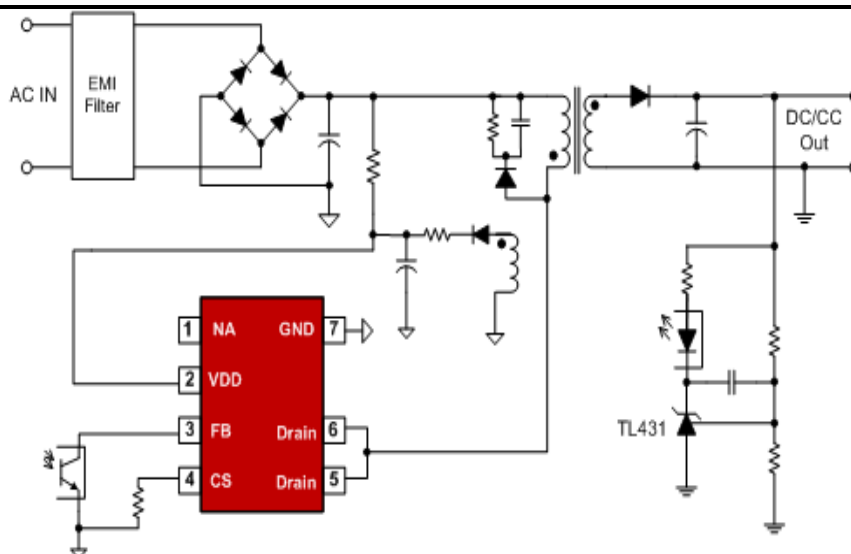 AC IN
EMI
Filter
DC/CC
Out
1 NA GND 7
2 VDD
3 FB Drain 6
4 CS Drain 5
TL431